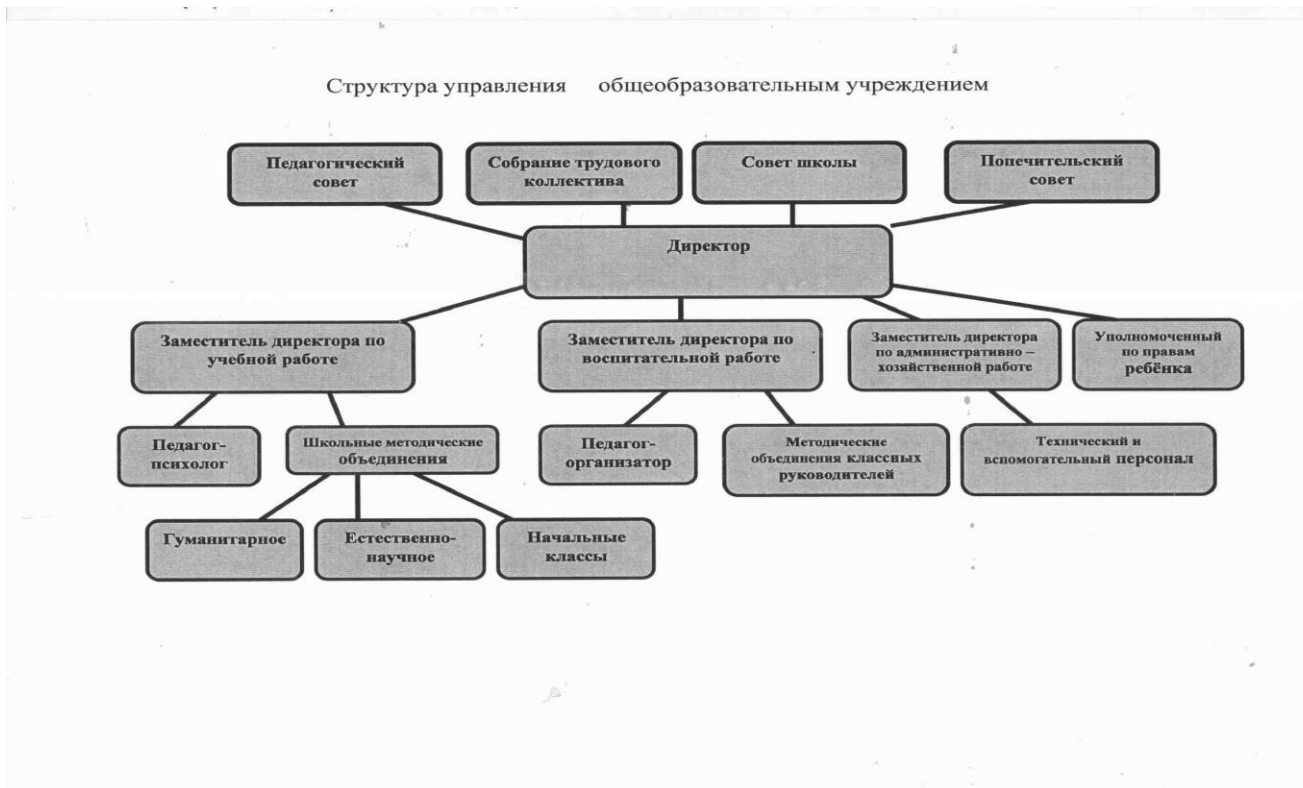 Структура управления общеобразовательным учреждением
Педагогический
совет
Собрание трудового
коллектива
Совет школы
Попечительский
совет
Директор
Заместитель директора по
учебной работе
Заместитель директора по
воспитательной работе
Заместитель директора
по административно –
хозяйственной работе
Уполномоченный
по правам
ребёнка
Педагог-
психолог
Школьные методические
объединения
Педагог-
организатор
Методические
объединения классных
руководителей
Технический и
вспомогательный персонал
Гуманитарное
Естественно-
научное
Начальные
классы